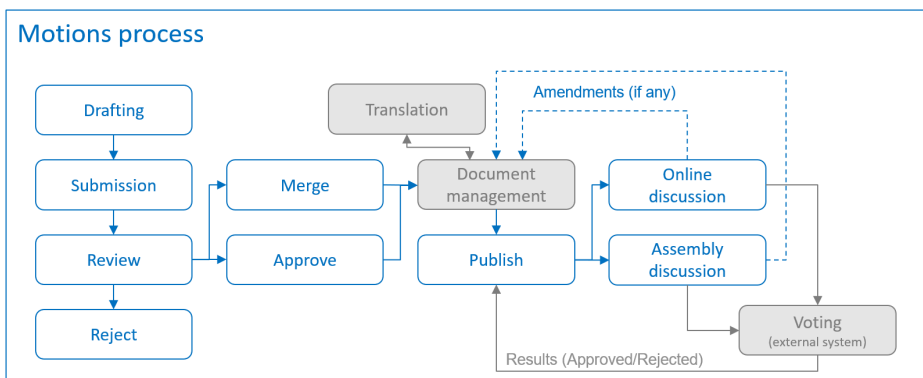 Motions process
Drafting
Translation
Amendments (if any)
Submission
Merge
Document
management
Online
discussion
Review
Approve
Publish
Assembly
discussion
Reject
Voting
(external system)
Results (Approved/Rejected)